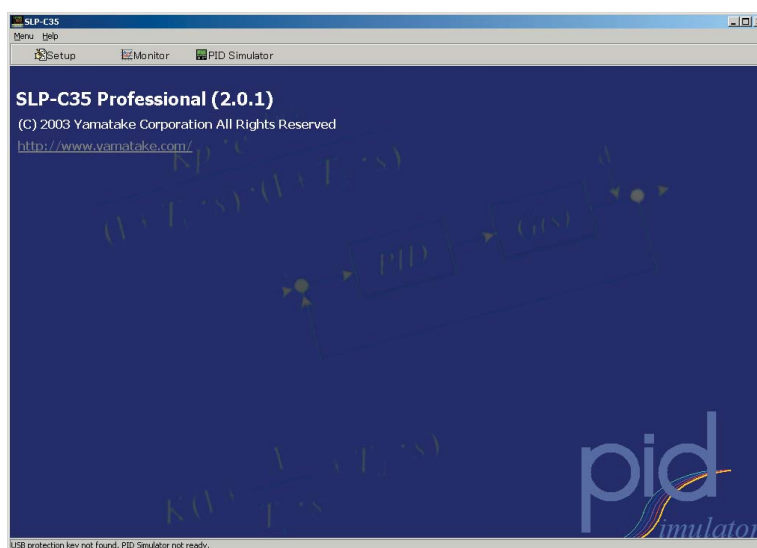 SLP-C35
Menu Help
Setup Monitor PID Simulator
SLP-C35 Professional (2.0.1)
(C) 2003 Yamatake Corporation All Rights Reserved
http://www.yamatake.com/
PID
G(s)
pid
imulator
USB protection key not found. PID Simulator not ready.